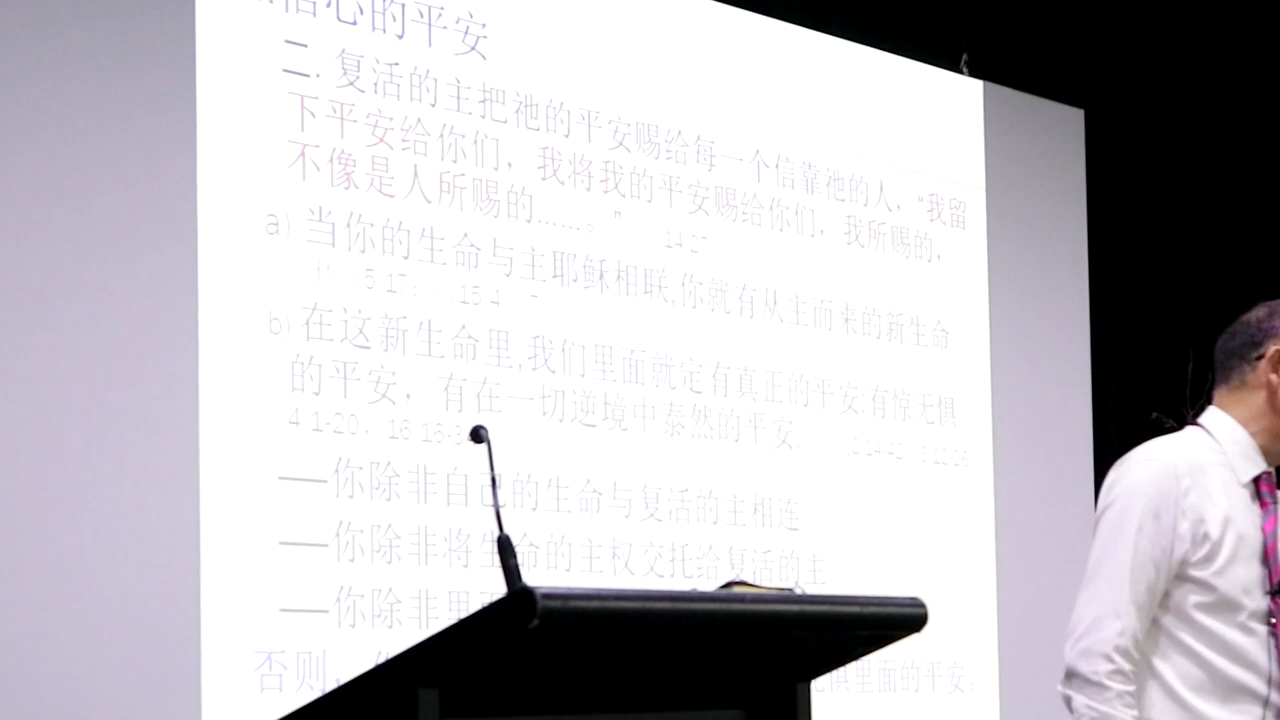 信心的平安
二. 复活的主把祂的平安赐给每一个信靠祂的人，“我留
下平安给你们，我将我的平安赐给你们，我所赐的，
不像是人所赐的……。” 14:27
a) 当你的生命与主耶稣相联,你就有从主而来的新生命
b) 在这新生命里,我们里面就定有真正的平安:有惊无惧
的平安，有在一切逆境中泰然的平安.
——你除非自己的生命与复活的主相连
——你除非将生命的主权交托给复活的主
——你除非里
否则， 惧里面的平安.